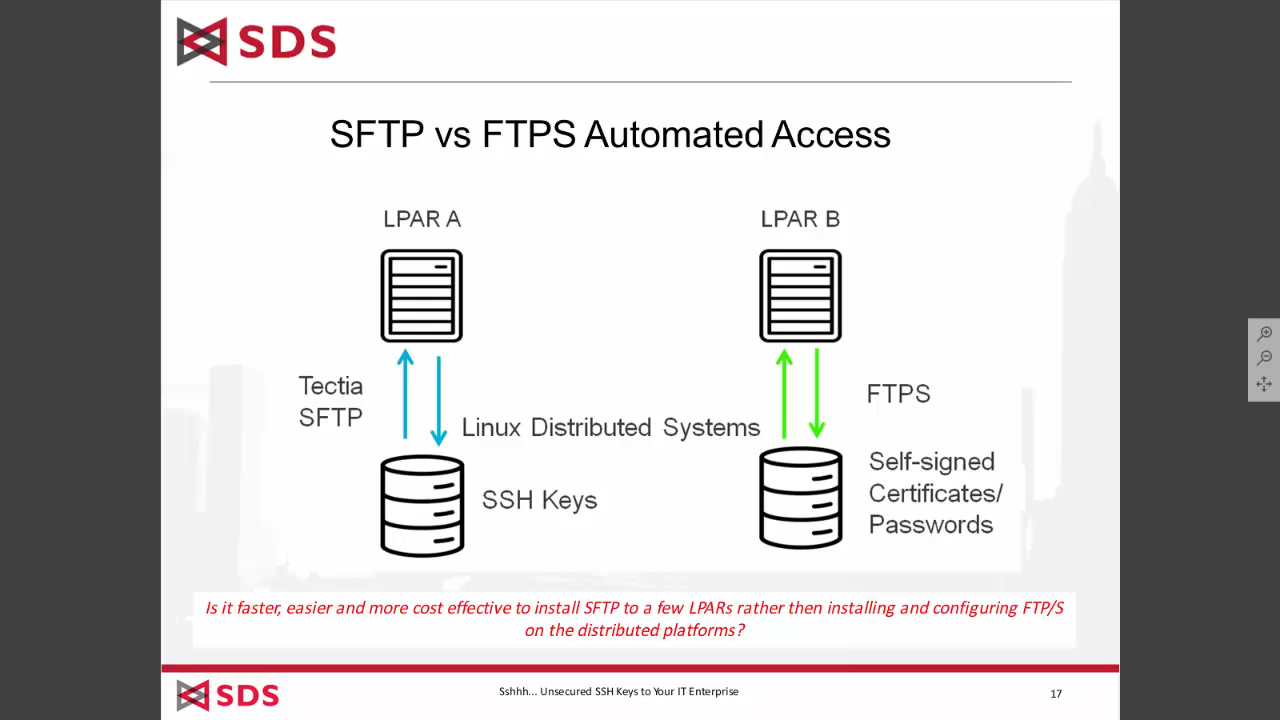 SDS
SFTP vs FTPS Automated Access
LPAR A
LPAR B
Tectia
SFTP
Linux Distributed Systems
FTPS
SSH Keys
Self-signed
Certificates/
Passwords
Is it faster, easier and more cost effective to install SFTP to a few LPARs rather then installing and configuring FTP/S
on the distributed platforms?
SDS
Sshhh... Unsecured SSH Keys to Your IT Enterprise
17